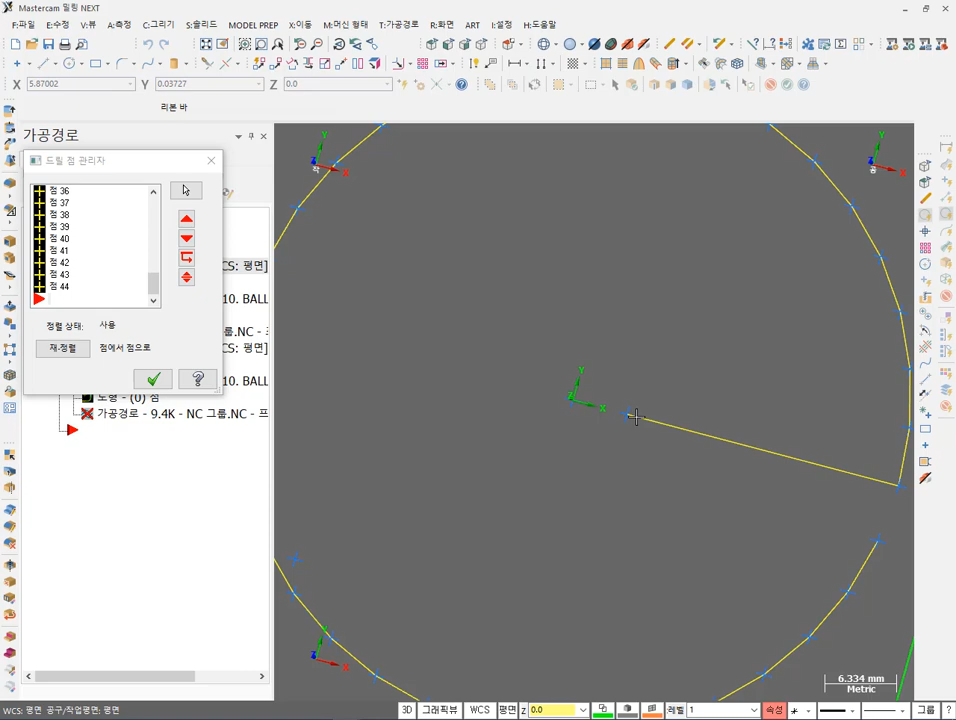 Mastercam 밀링 NEXT
F:파일 E:수정 V:뷰 A:측정 C:그리기 S:솔리드 MODEL PREP X:이동 M:머신 형태 T:가공경로 R:화면 ART I:설정 H:도움말
X 5.87002 Y 0.03727 Z 0.0
리본 바
가공경로
드릴 점 관리자
점 36
점 37
점 38
점 39
점 40
점 41
점 42
점 43
점 44
정렬 상태: 사용
재-정렬 점에서 점으로
CS: 평면]
10. BALL
룹.NC - 프
CS: 평면]
10. BALL
도형 - (0) 점
가공경로 - 9.4K - NC 그룹.NC - 프
Y
X
Y
X
Y
Z
X
X
6.334 mm
Metric
WCS: 평면 공구/작업평면: 평면
3D 그래픽뷰 WCS 평면 Z 0.0 레벨 1 속성 그룹 ?